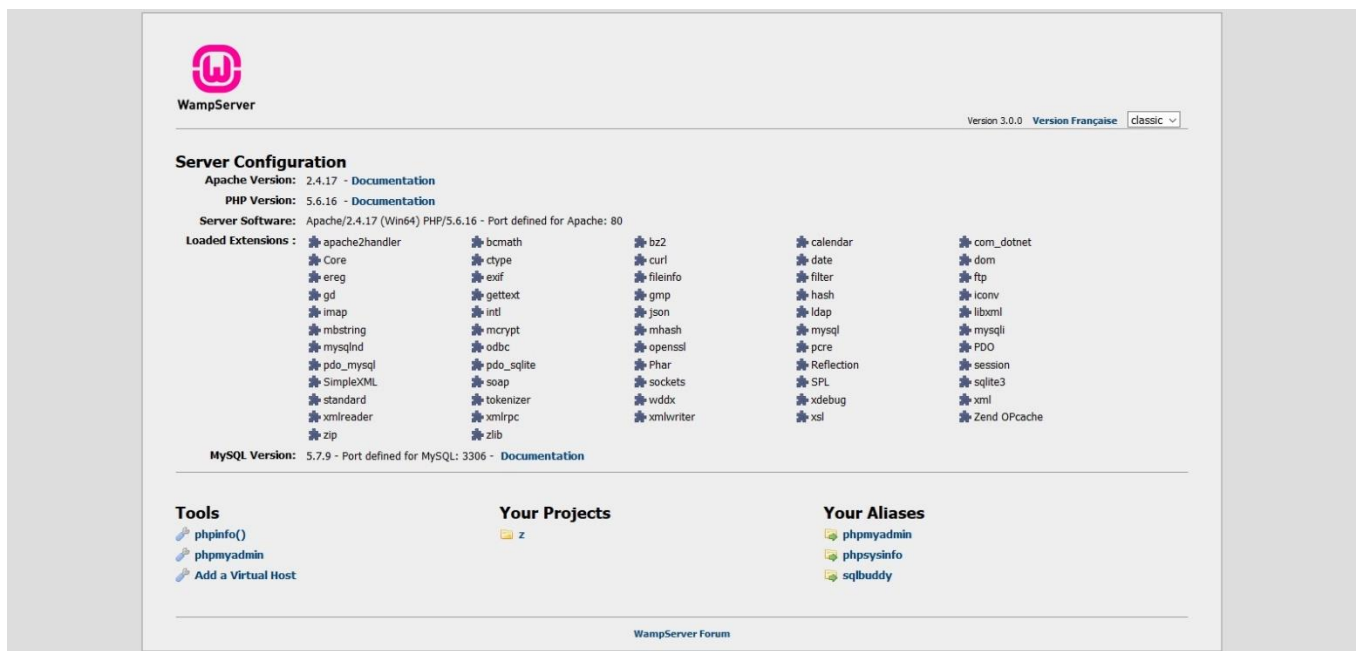 WampServer
Version 3.0.0 Version Française classic
Server Configuration
Apache Version: 2.4.17 - Documentation
PHP Version: 5.6.16 - Documentation
Server Software: Apache/2.4.17 (Win64) PHP/5.6.16 - Port defined for Apache: 80
Loaded Extensions : apache2handler bcmath bz2 calendar com_dotnet
Core ctype curl date dom
ereg exif fileinfo filter ftp
gd gettext gmp hash iconv
imap intl json ldap libxml
mbstring mcrypt mhash mysql mysqli
mysqlnd odbc openssl pcre PDO
pdo_mysql pdo_sqlite Phar Reflection session
SimpleXML soap sockets SPL sqlite3
standard tokenizer wddx xdebug xml
xmlreader xmlrpc xmlwriter xsl Zend OPcache
zip zlib
MySQL Version: 5.7.9 - Port defined for MySQL: 3306 - Documentation
Tools Your Projects Your Aliases
phpinfo() z phpmyadmin
phpmyadmin phpsysinfo
Add a Virtual Host sqlbuddy
WampServer Forum